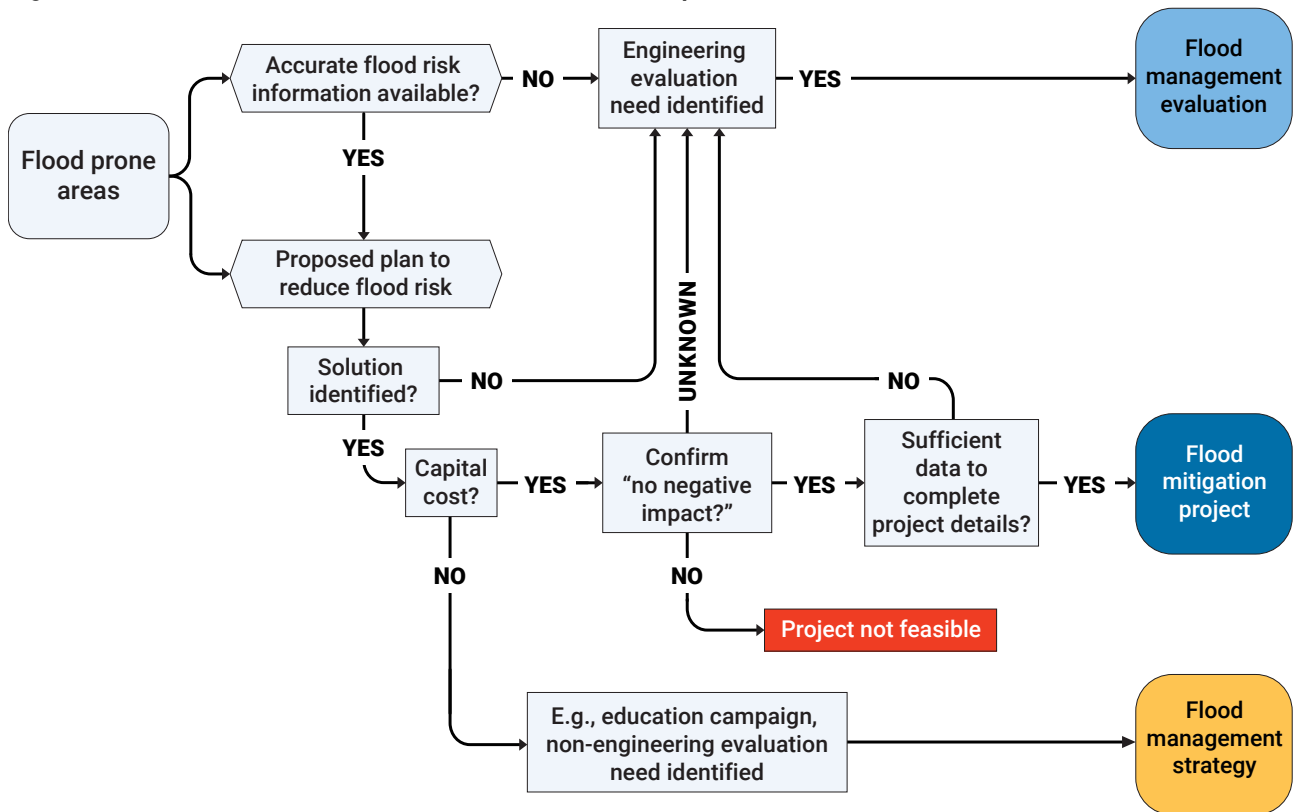 Flood prone
areas
Accurate flood risk
information available?
NO
Engineering
evaluation
need identified
YES
Flood
management
evaluation
YES
Proposed plan to
reduce flood risk
Solution
identified?
NO
UNKNOWN
NO
YES
Capital
cost?
YES
Confirm
“no negative
impact?”
YES
Sufficient
data to
complete
project details?
YES
Flood
mitigation
project
NO
NO
Project not feasible
E.g., education campaign,
non-engineering evaluation
need identified
Flood
management
strategy